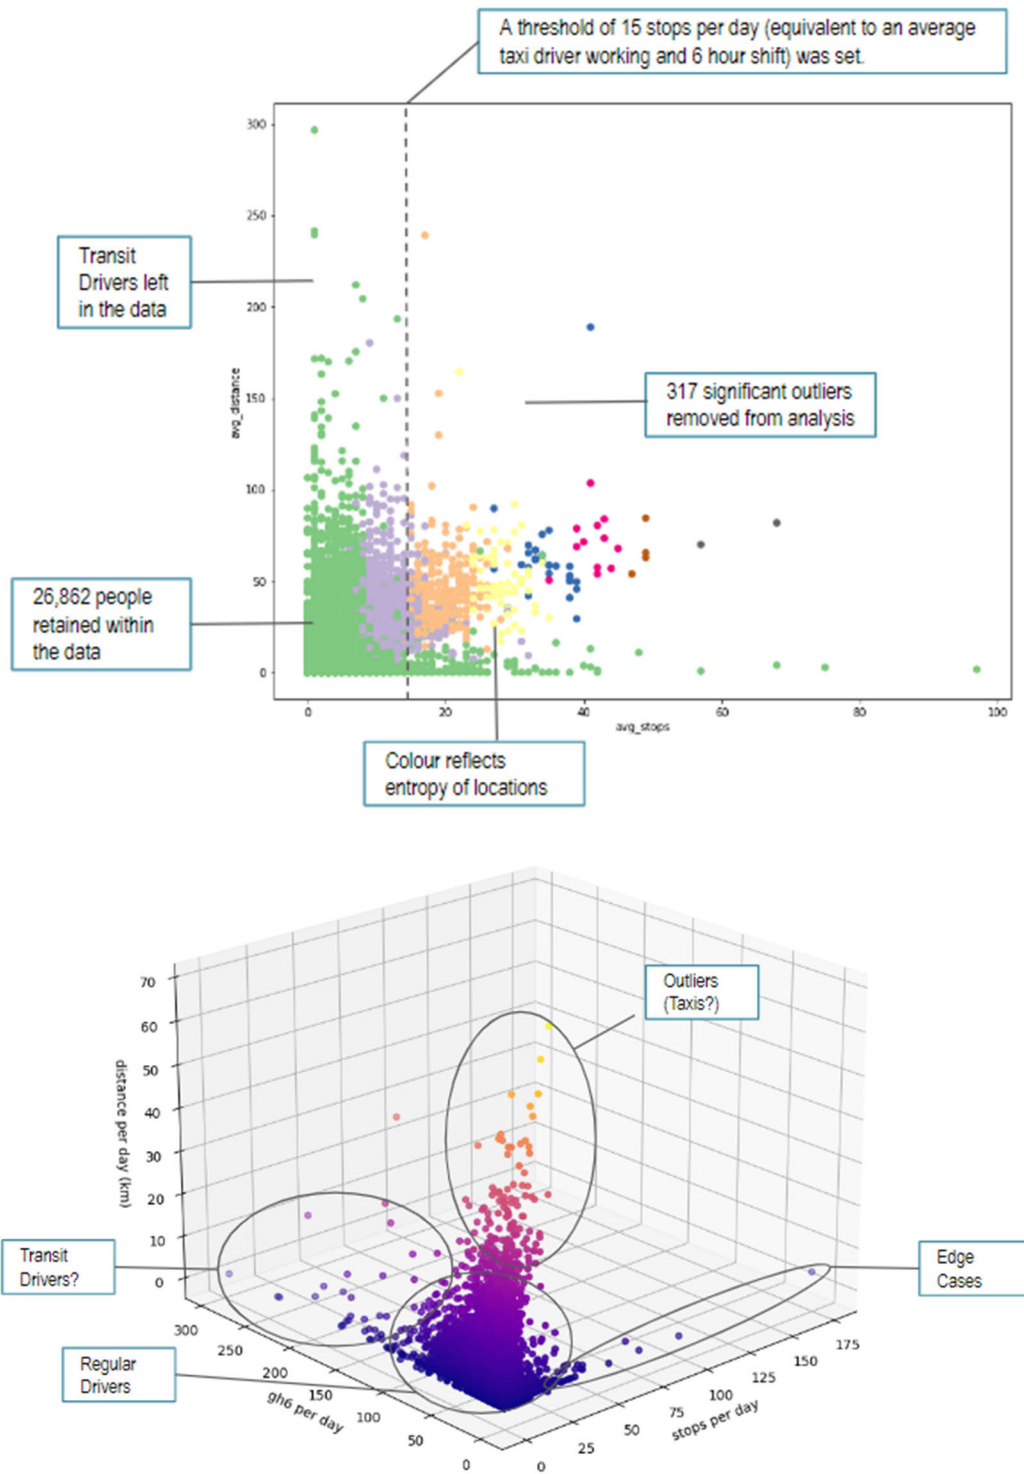 A threshold of 15 stops per day (equivalent to an average
taxi driver working and 6 hour shift) was set.
300
250
200
150
100
50
0
avg_distance
Transit
Drivers left
in the data
317 significant outliers
removed from analysis
26,862 people
retained within
the data
0
20
40
60
80
100
avg_stops
Colour reflects
entropy of locations
Outliers
(Taxis?)
70
60
50
40
30
20
10
0
distance per day (km)
Transit
Drivers?
Edge
Cases
Regular
Drivers
300
250
200
150
100
50
0
gh6 per day
0
25
50
75
100
125
150
175
stops per day